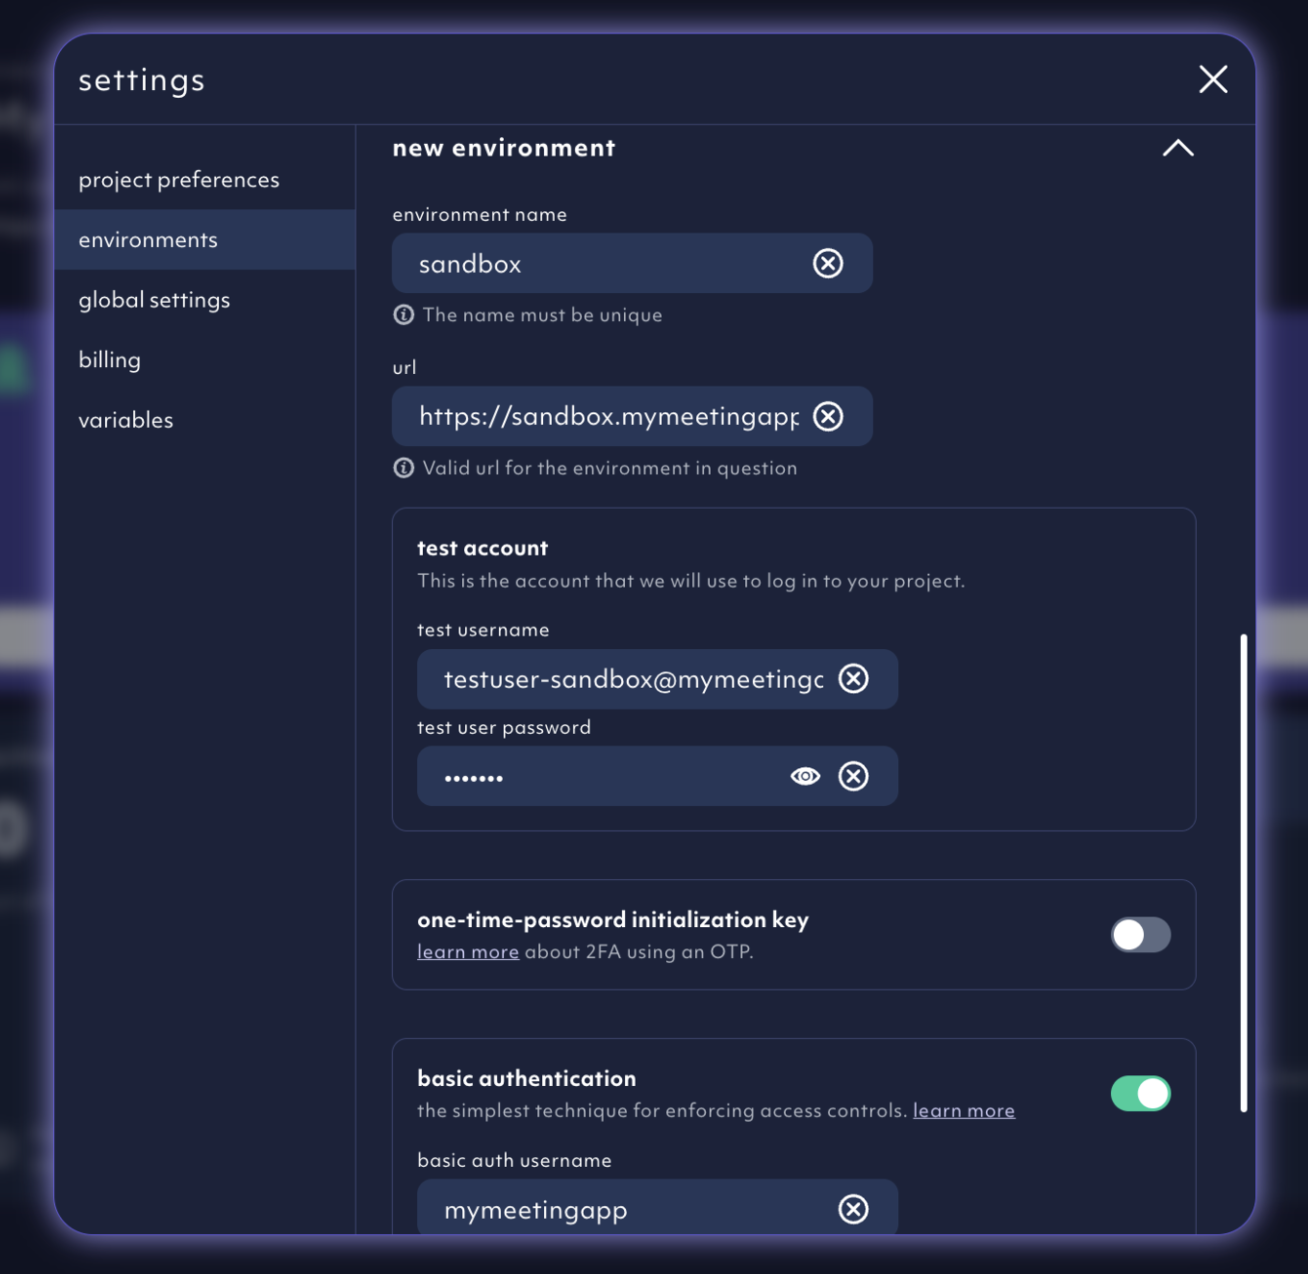 settings
project preferences
environments
global settings
billing
variables
new environment
environment name
sandbox
The name must be unique
url
https://sandbox.mymeetingapp
Valid url for the environment in question
test account
This is the account that we will use to log in to your project.
test username
testuser-sandbox@mymeetinga
test user password
•••••••
one-time-password initialization key
learn more about 2FA using an OTP.
basic authentication
the simplest technique for enforcing access controls. learn more
basic auth username
mymeetingapp